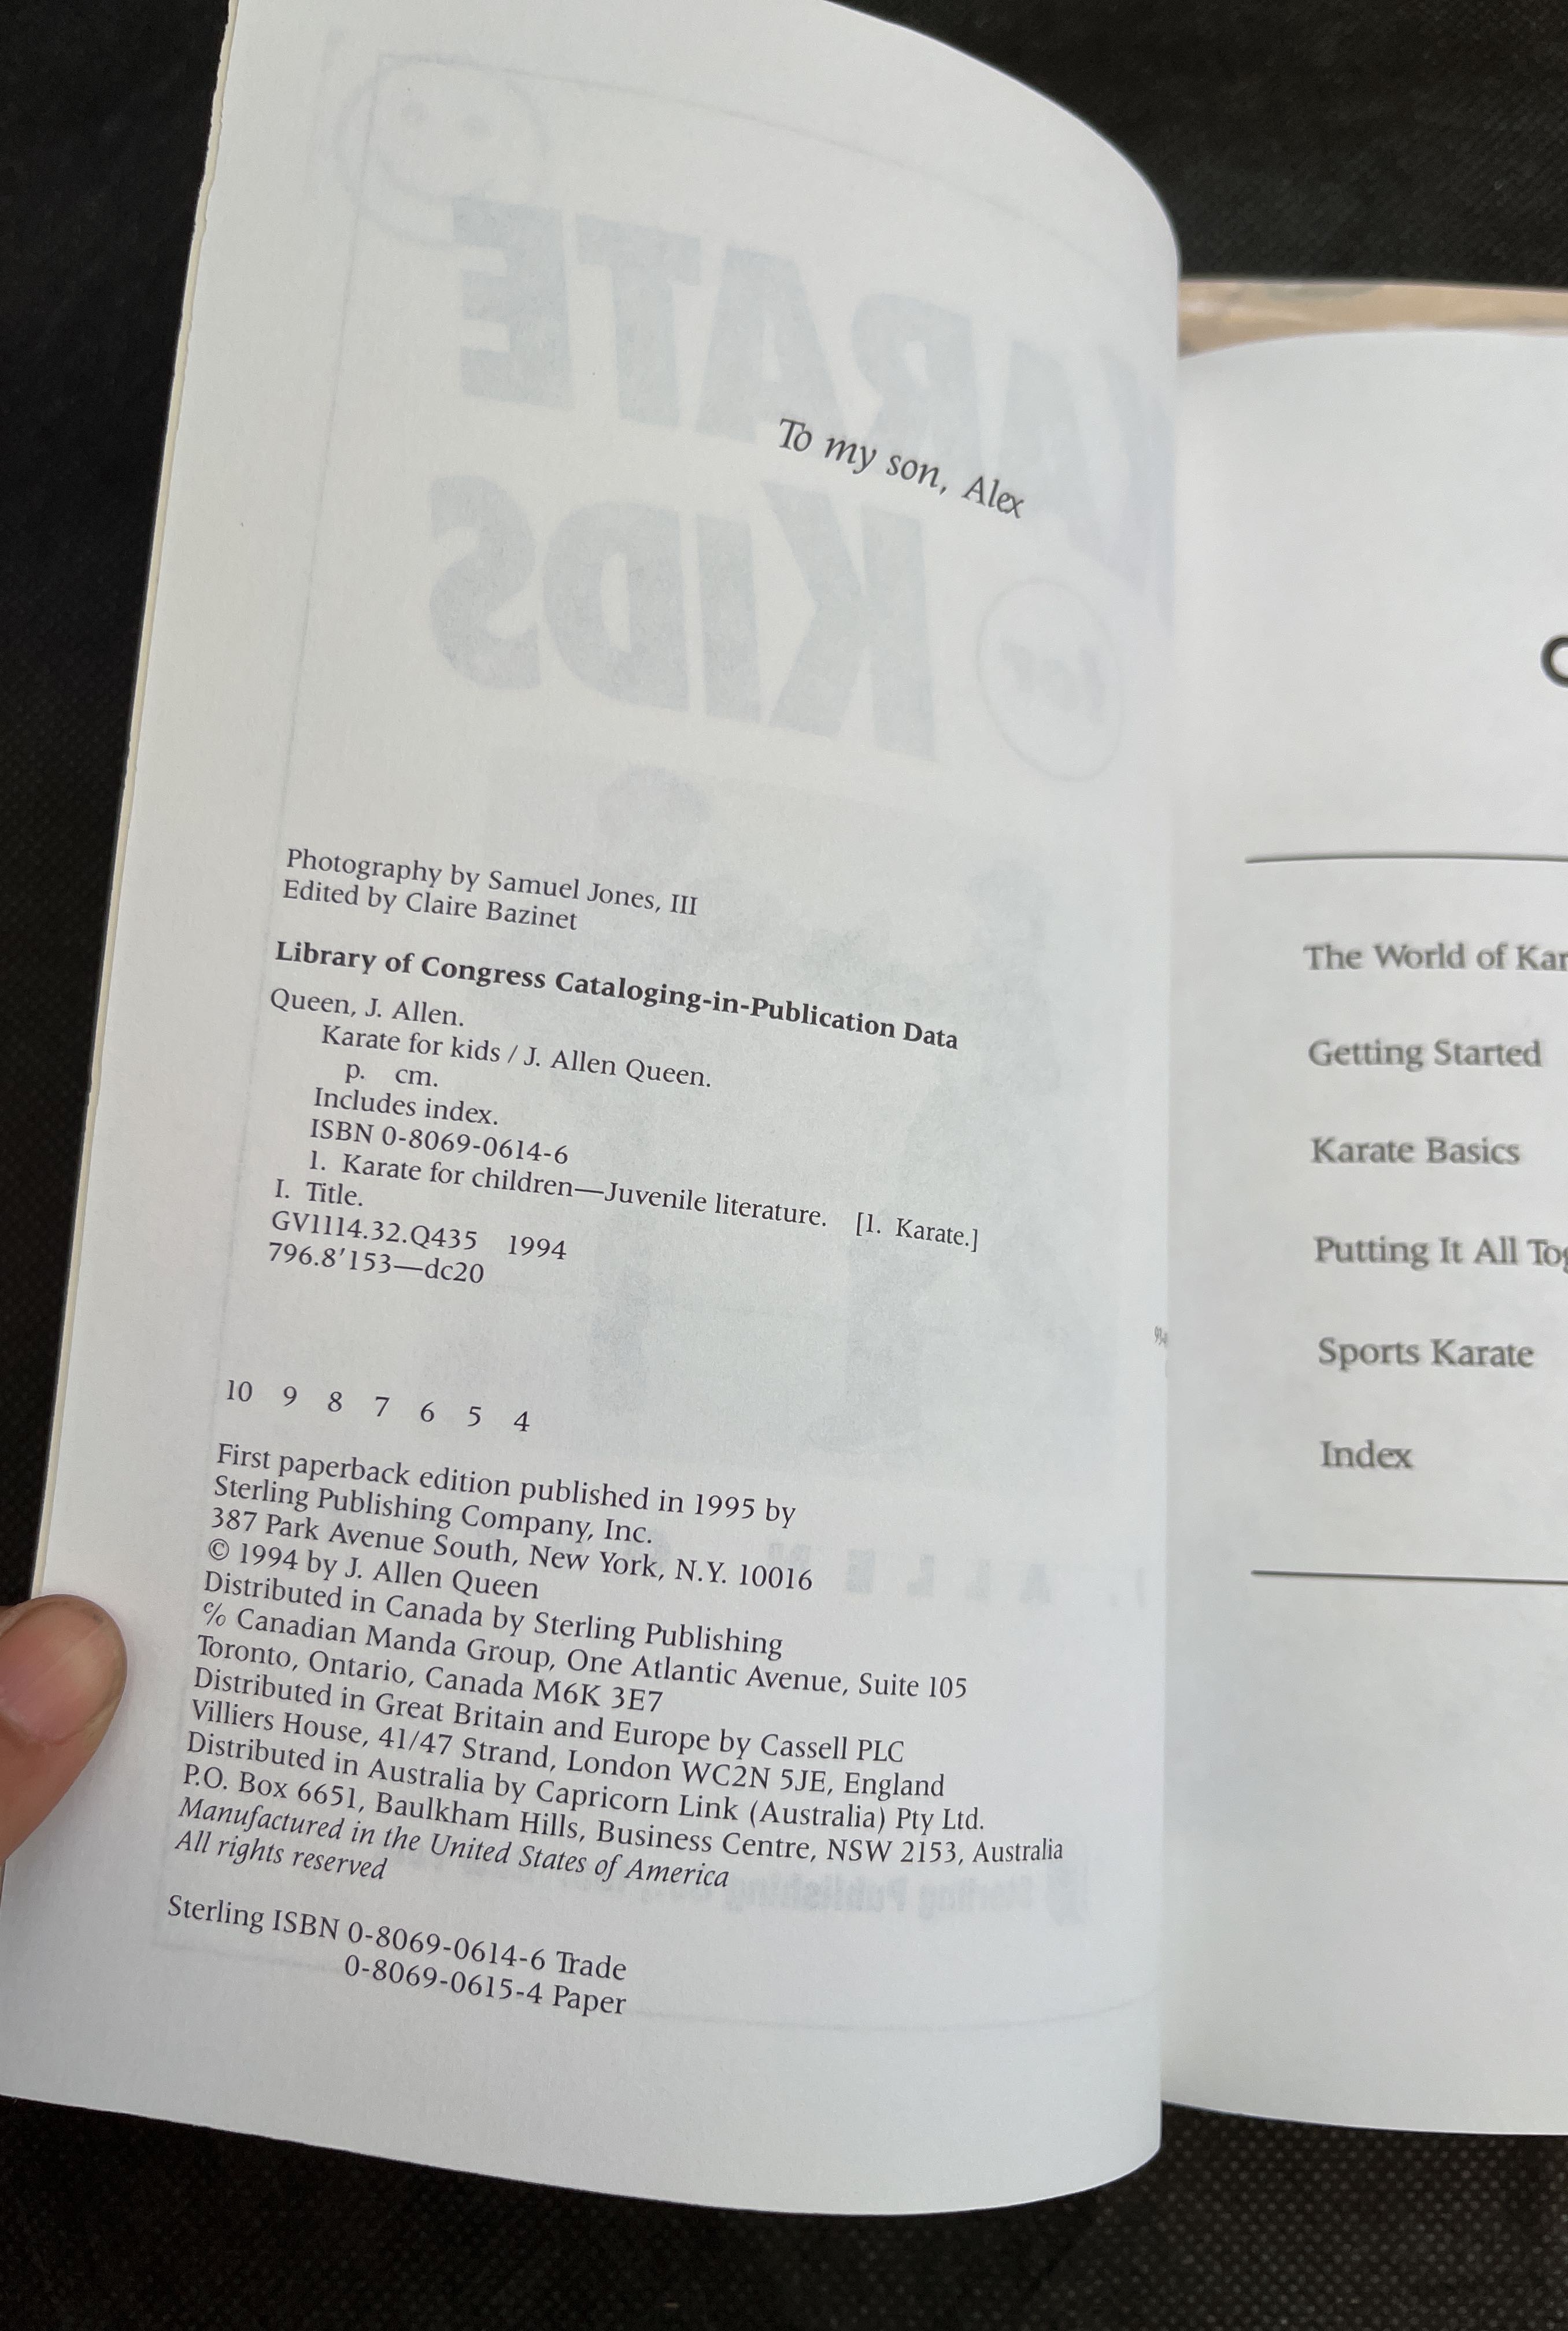 To my son, Alex
Photography by Samuel Jones, III
Edited by Claire Bazinet
Library of Congress Cataloging-in-Publication Data
Queen, J. Allen.
Karate for kids / J. Allen Queen.
p. cm.
Includes index.
ISBN 0-8069-0614-6
1. Karate for children—Juvenile literature. [1. Karate.]
I. Title.
GV1114.32.Q435 1994
796.8′153—dc20
10 9 8 7 6 5 4
First paperback edition published in 1995 by
Sterling Publishing Company, Inc.
387 Park Avenue South, New York, N.Y. 10016
© 1994 by J. Allen Queen
Distributed in Canada by Sterling Publishing
℅ Canadian Manda Group, One Atlantic Avenue, Suite 105
Toronto, Ontario, Canada M6K 3E7
Distributed in Great Britain and Europe by Cassell PLC
Villiers House, 41/47 Strand, London WC2N 5JE, England
Distributed in Australia by Capricorn Link (Australia) Pty Ltd.
P.O. Box 6651, Baulkham Hills, Business Centre, NSW 2153, Australia
Manufactured in the United States of America
All rights reserved
Sterling ISBN 0-8069-0614-6 Trade
0-8069-0615-4 Paper
The World of Kar
Getting Started
Karate Basics
Putting It All Tog
Sports Karate
Index
KARATE
for KIDS